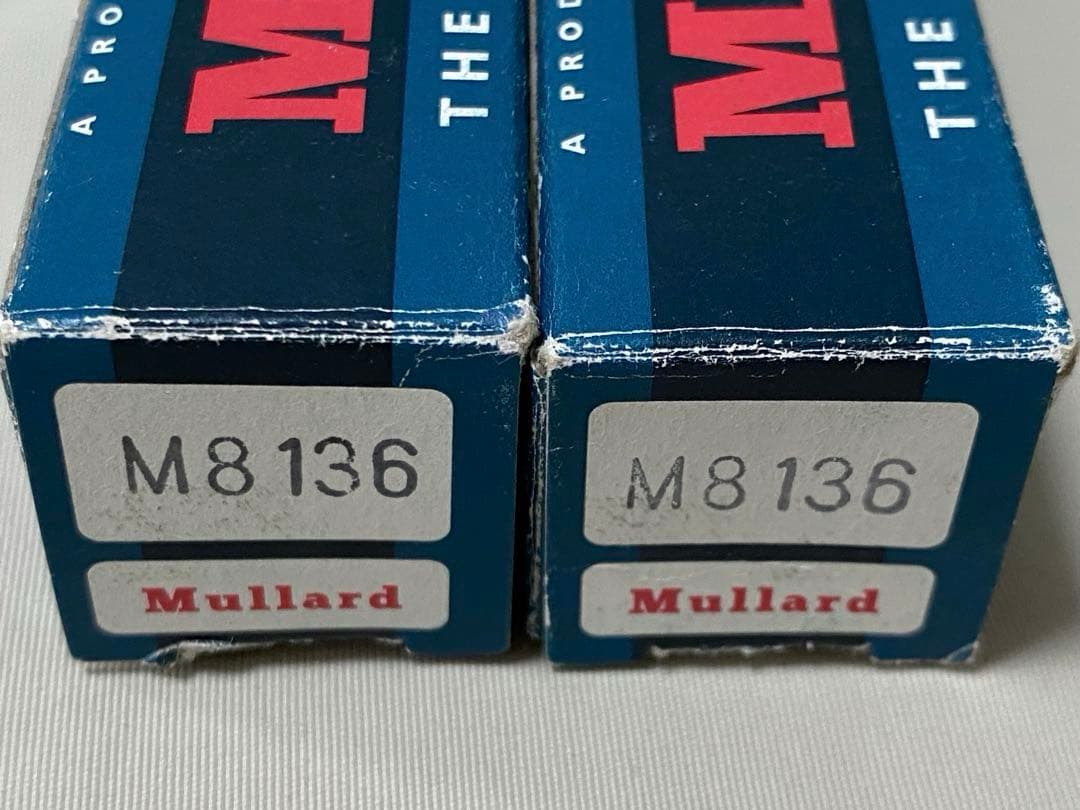 A PRO
M
THE
A PROD
M
THE
M8136
Mullard
M8136
Mullard